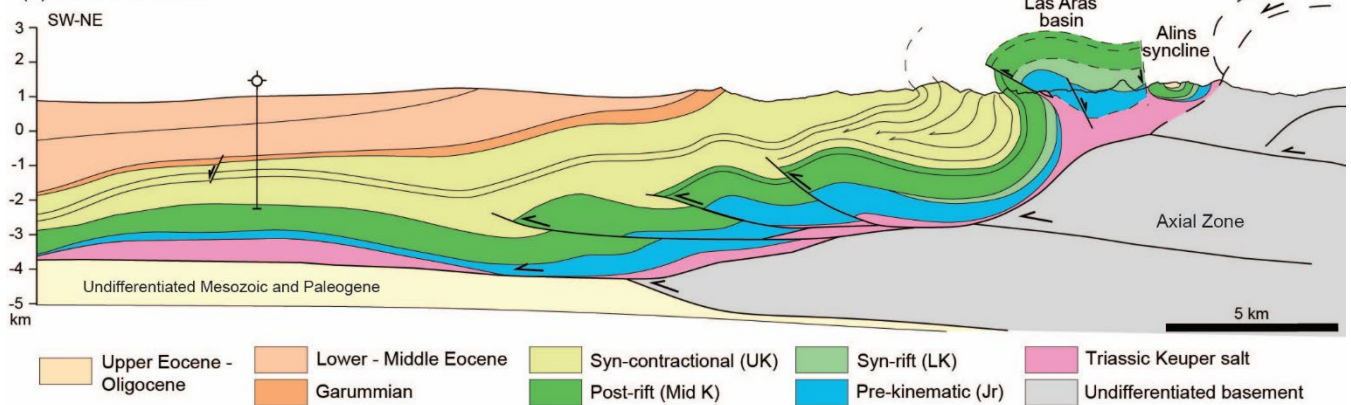 SW-NE
Las Aras
basin
Alins
syncline
3
2
1
0
-1
-2
-3
-4
-5
km
Axial Zone
Undifferentiated Mesozoic and Paleogene
5 km
Upper Eocene -
Oligocene
Lower - Middle Eocene
Garummian
Syn-contractional (UK)
Post-rift (Mid K)
Syn-rift (LK)
Pre-kinematic (Jr)
Triassic Keuper salt
Undifferentiated basement